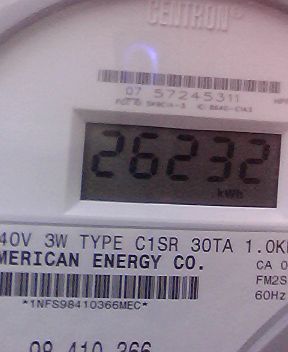 CENTRON®
07 57245311
26232
kWh
40V 3W TYPE C1SR 30TA 1.0K
MERICAN ENERGY CO.
CA 0
FM2S
60Hz
*1NFS98410366MEC*
98 410 366